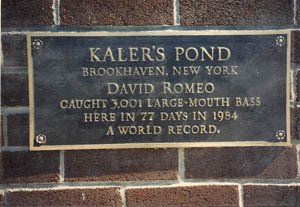 KALER'S POND
BROOKHAVEN, NEW YORK
DAVID ROMEO
CAUGHT 3,001 LARGE-MOUTH BASS
HERE IN 77 DAYS IN 1984
A WORLD RECORD.